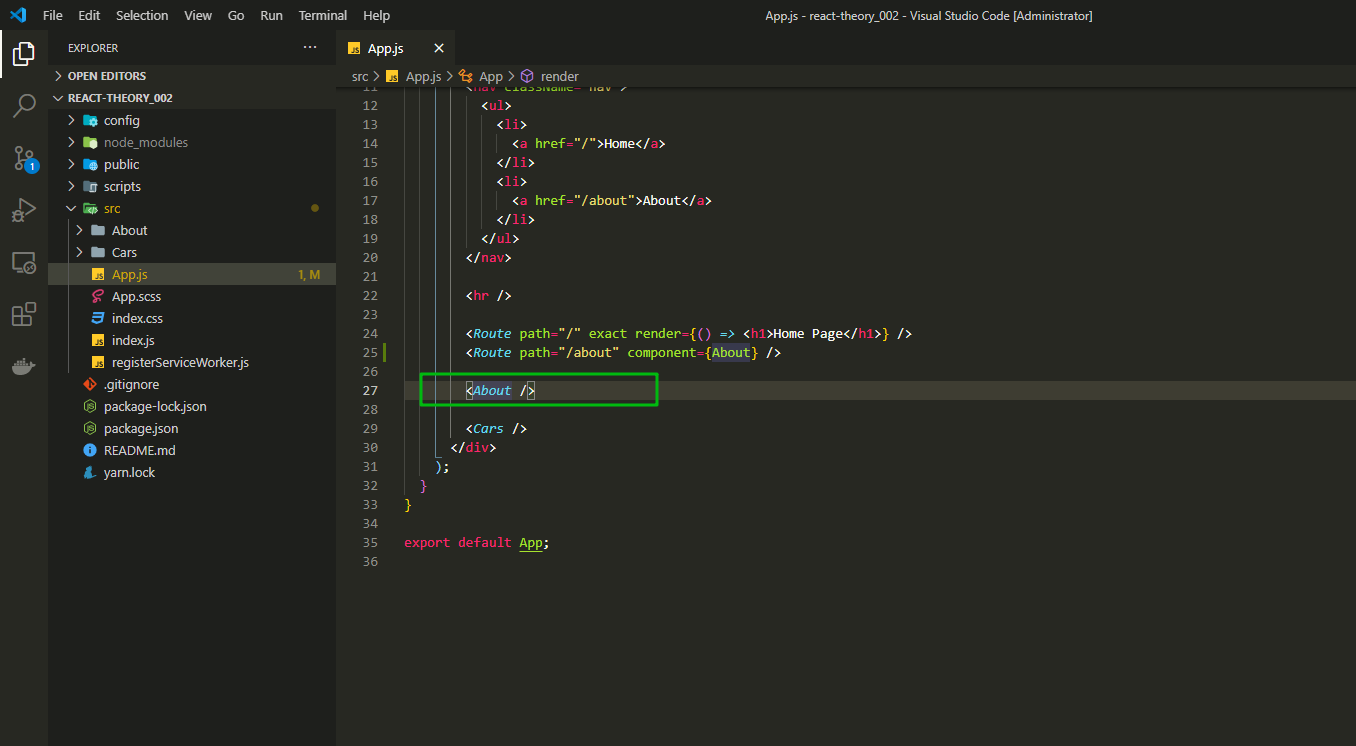 File Edit Selection View Go Run Terminal Help
App.js - react-theory_002 - Visual Studio Code [Administrator]
EXPLORER
OPEN EDITORS
REACT-THEORY_002
config
node_modules
public
scripts
src
About
Cars
App.js 1, M
App.scss
index.css
index.js
registerServiceWorker.js
.gitignore
package-lock.json
package.json
README.md
yarn.lock
1
JS App.js
src > JS App.js > App > render
11 <nav className="nav">
12 <ul>
13 <li>
14 <a href="/">Home</a>
15 </li>
16 <li>
17 <a href="/about">About</a>
18 </li>
19 </ul>
20 </nav>
21
22 <hr />
23
24 <Route path="/" exact render={() => <h1>Home Page</h1>} />
25 <Route path="/about" component={About} />
26
27 <About />
28
29 <Cars />
30 </div>
31 );
32 }
33 }
34
35 export default App;
36